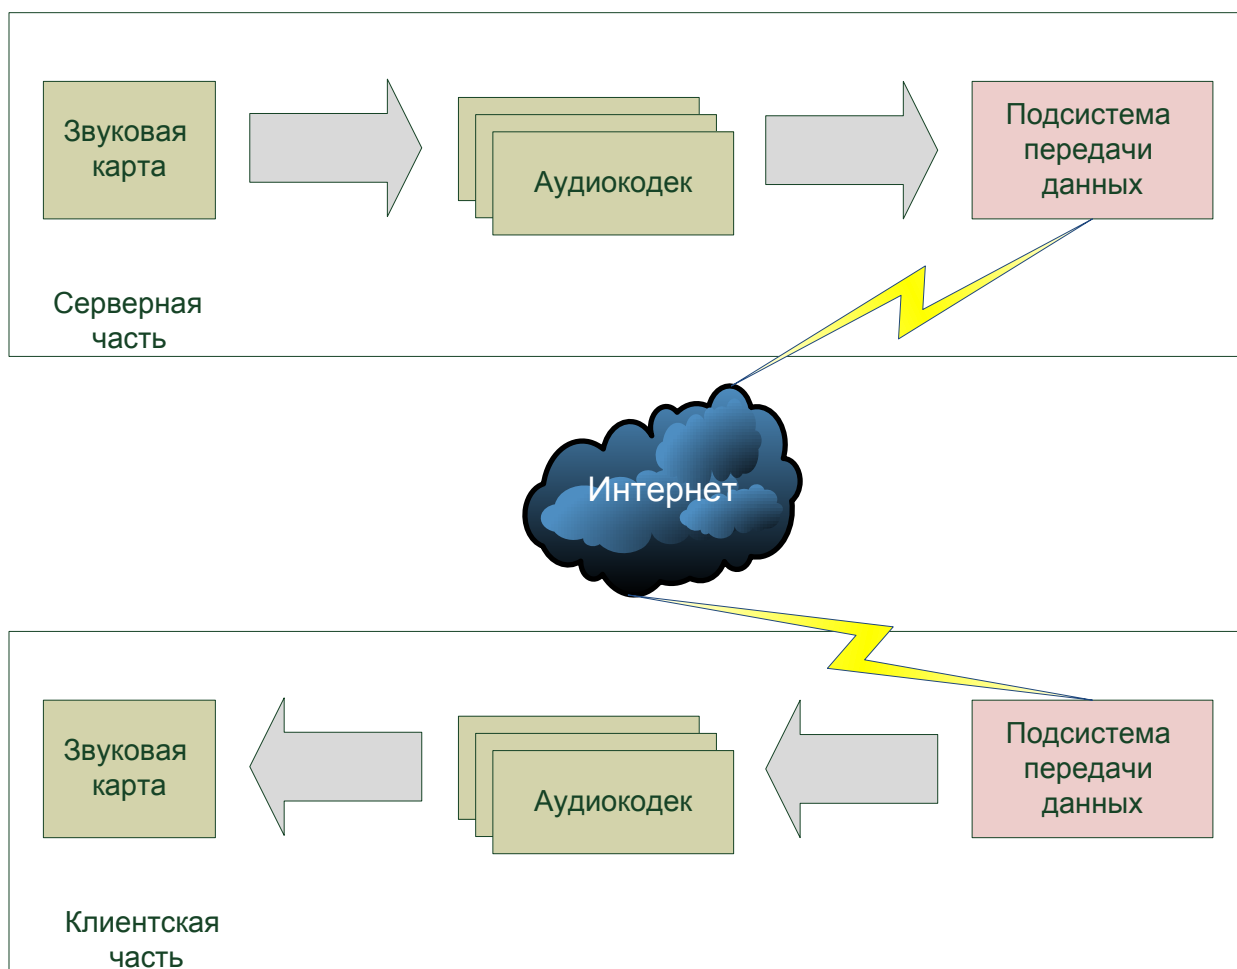 Звуковая
карта
Аудиокодек
Подсистема
передачи
данных
Серверная
часть
Интернет
Звуковая
карта
Аудиокодек
Подсистема
передачи
данных
Клиентская
часть